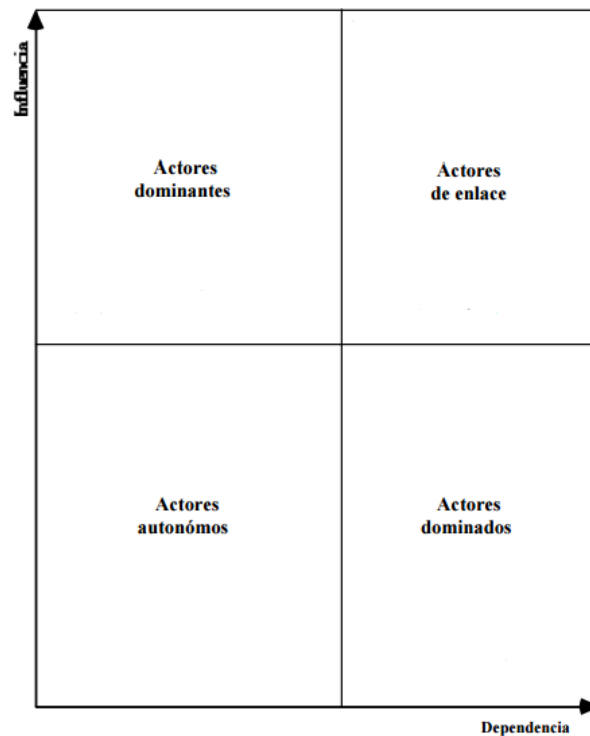 Influencia
Actores
dominantes
Actores
de enlace
Actores
autonómos
Actores
dominados
Dependencia